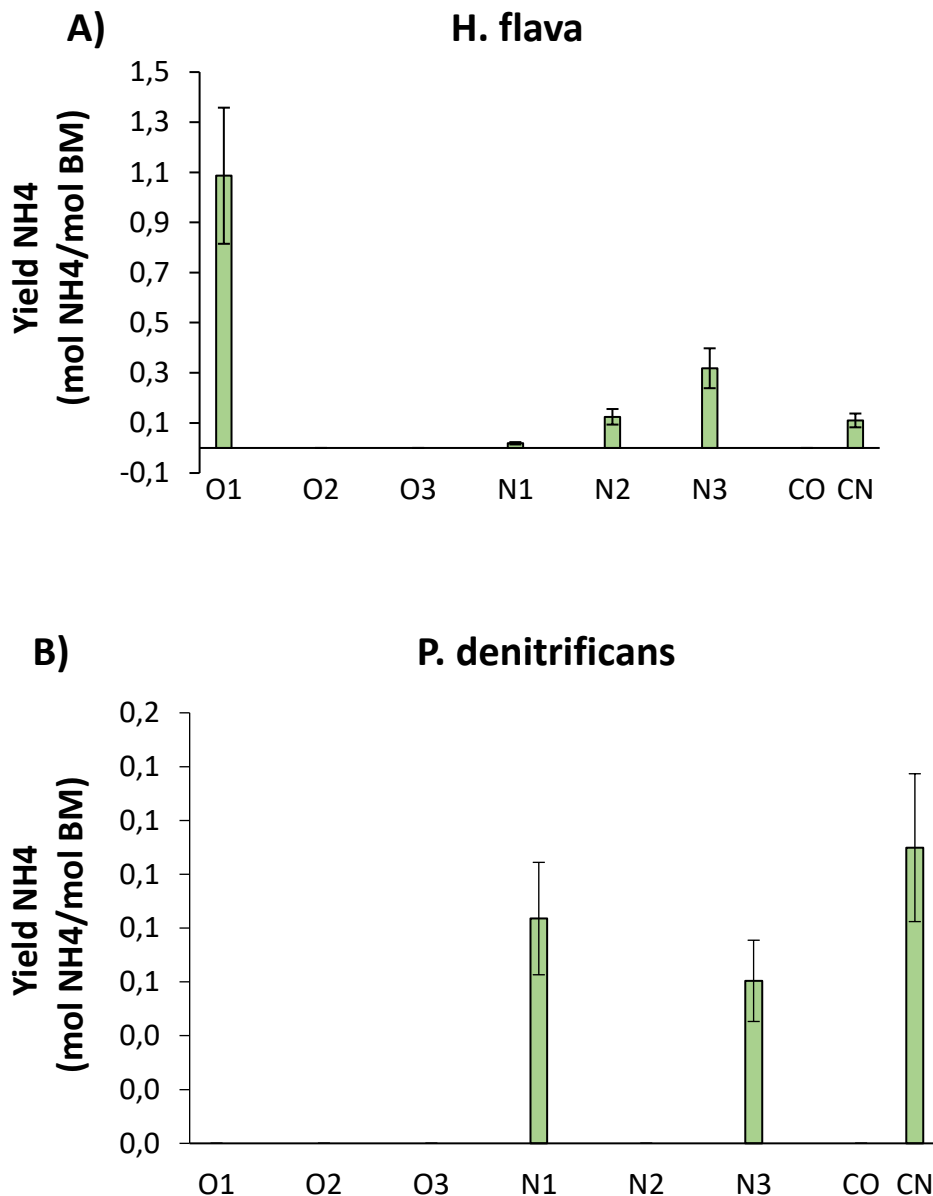 A)
H. flava
Yield NH4
(mol NH4/mol BM)
1,5
1,3
1,1
0,9
0,7
0,5
0,3
0,1
-0,1
O1 O2 O3 N1 N2 N3 CO CN
B)
P. denitrificans
Yield NH4
(mol NH4/mol BM)
0,2
0,1
0,1
0,1
0,1
0,1
0,0
0,0
0,0
O1 O2 O3 N1 N2 N3 CO CN